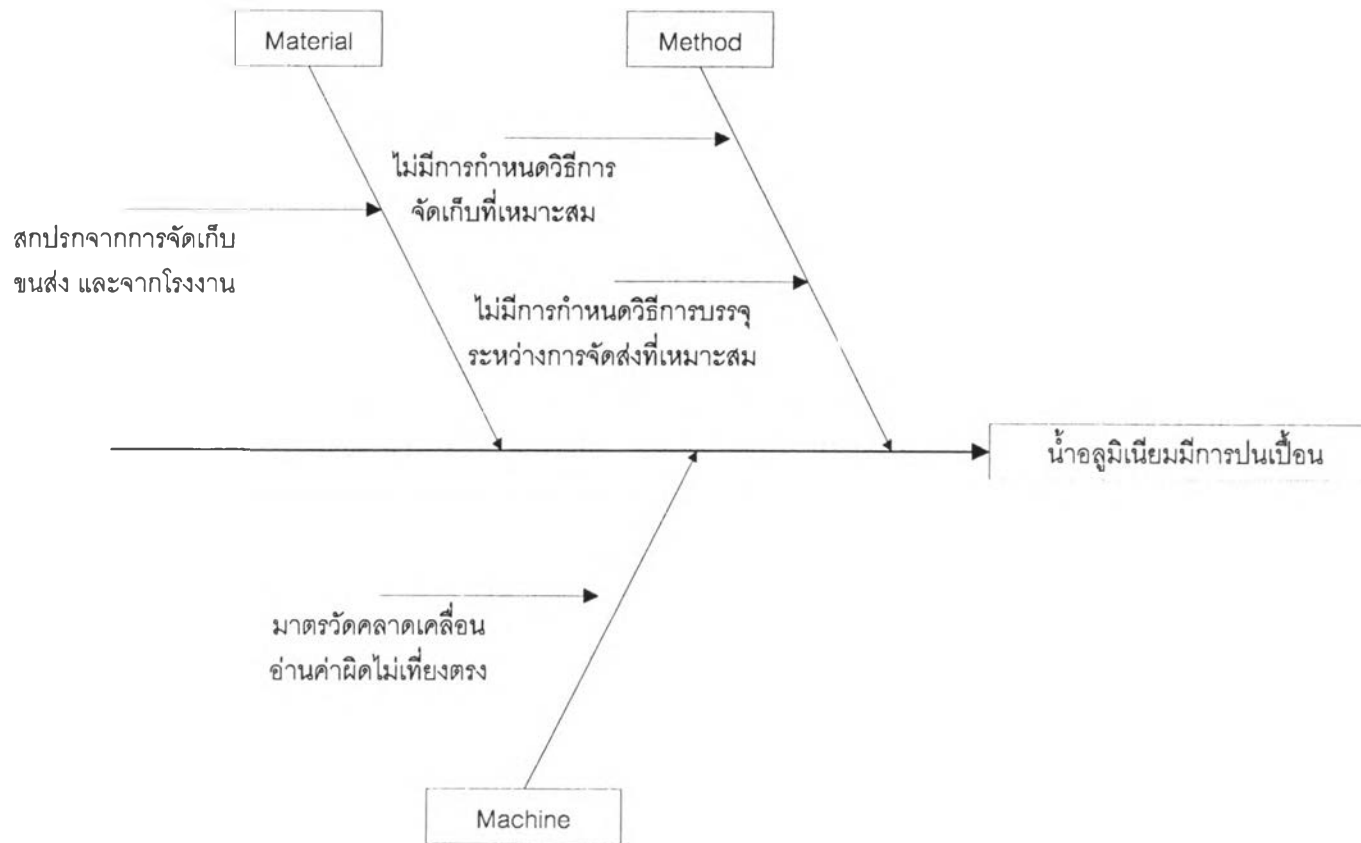 Material
Method
ไม่มีการกำหนดวิธีการ
จัดเก็บที่เหมาะสม
สกปรกจากการจัดเก็บ
ขนส่ง และจากโรงงาน
ไม่มีการกำหนดวิธีการบรรจุ
ระหว่างการจัดส่งที่เหมาะสม
น้ำอลูมิเนียมมีการปนเปื้อน
มาตรวัดคลาดเคลื่อน
อ่านค่าผิดไม่เที่ยงตรง
Machine